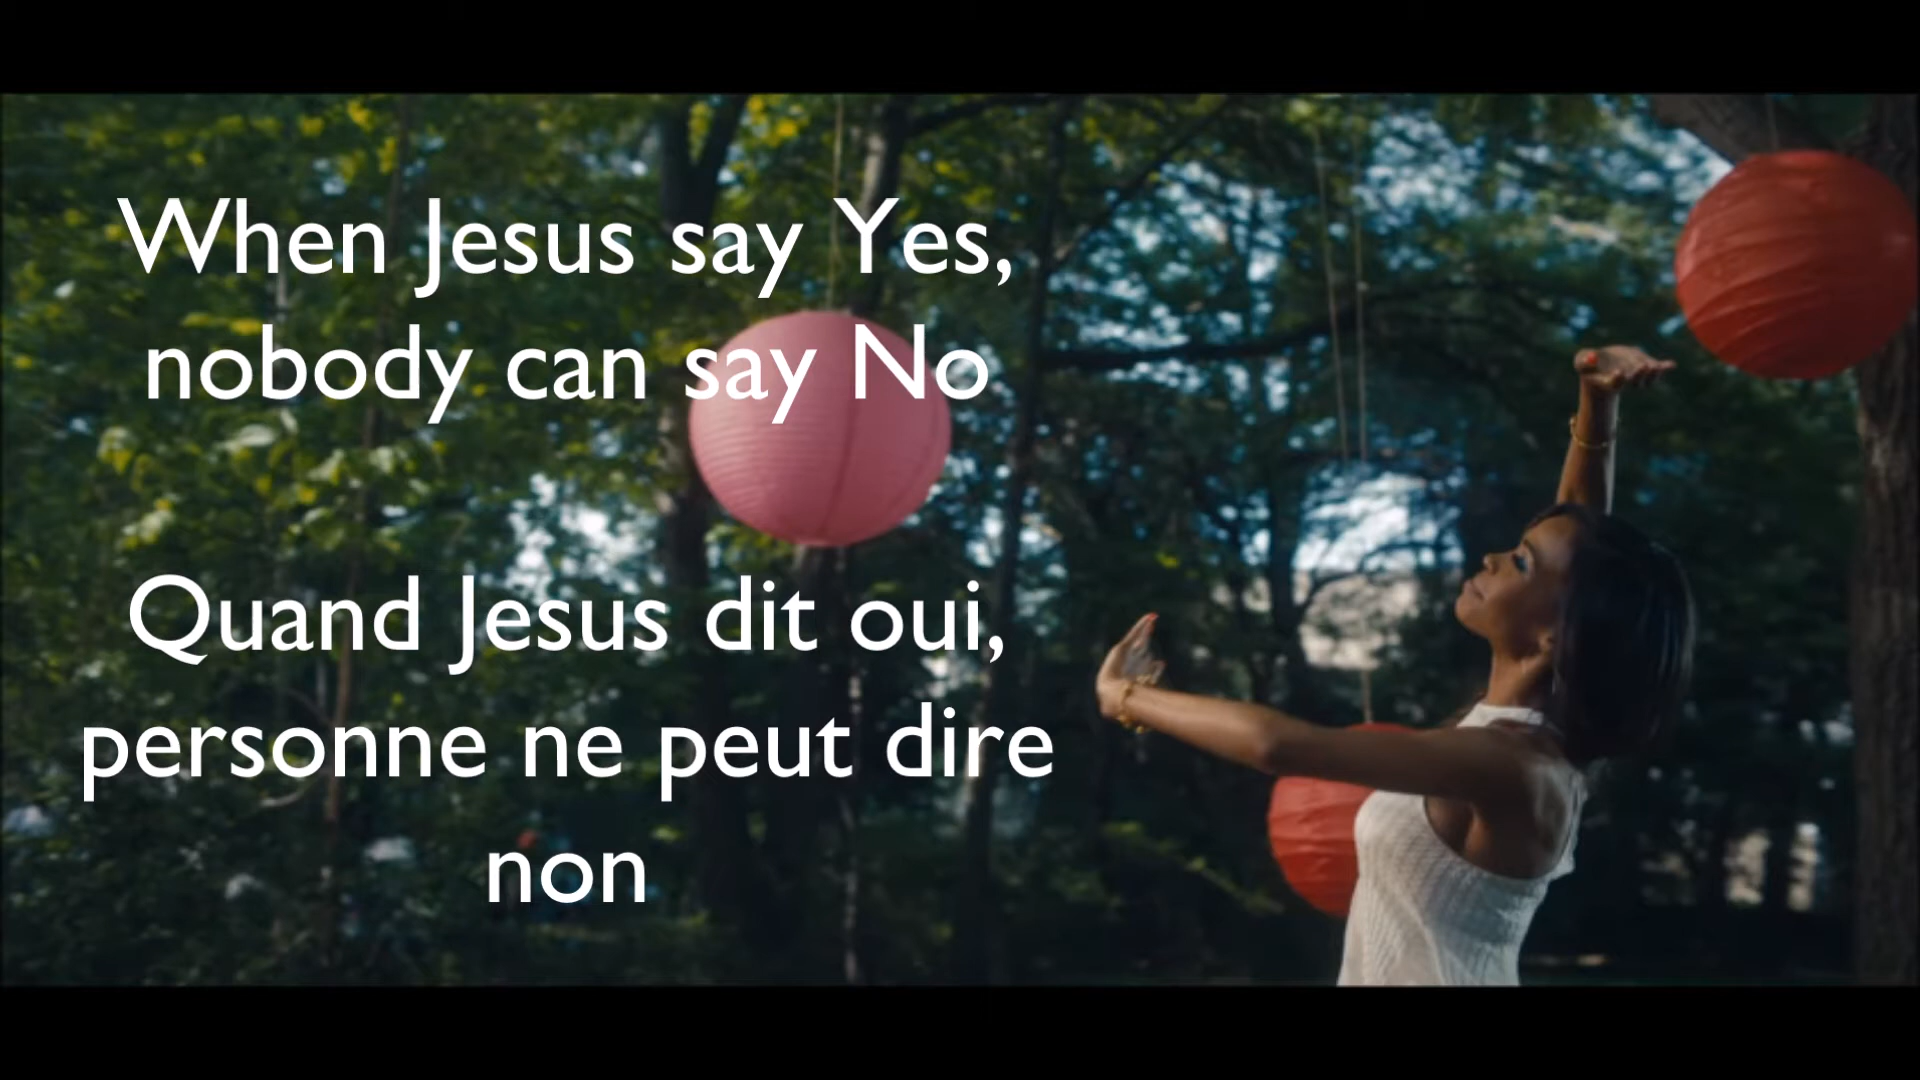 When Jesus say Yes,
nobody can say No
Quand Jesus dit oui,
personne ne peut dire
non